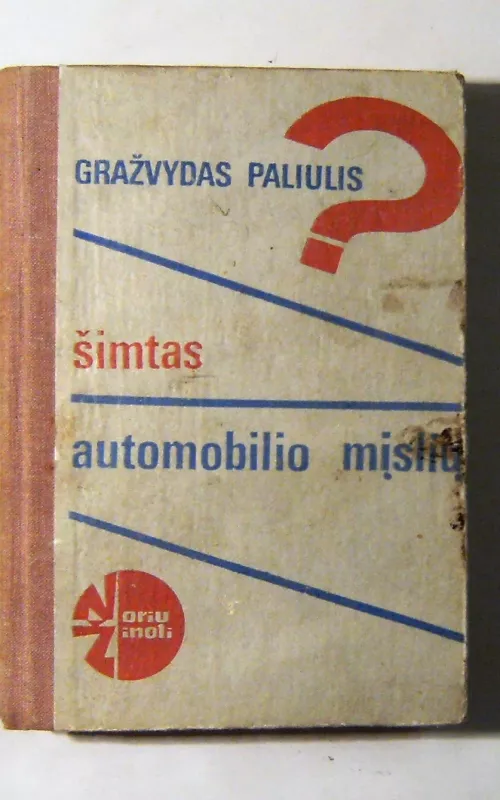 GRAŽVYDAS PALIULIS
?
šimtas
automobilio mįslių
Noriu
Žinoti